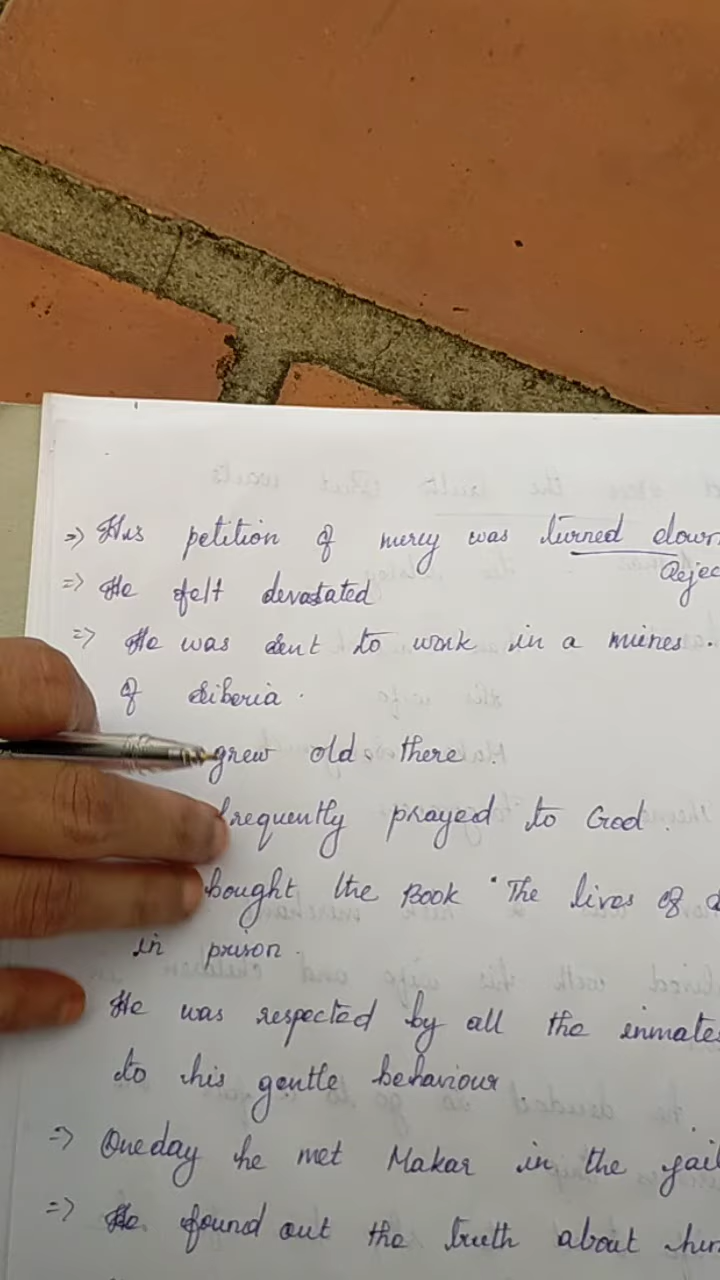 => His petition of mercy was turned down
Rejec
=> He felt devastated
=> He was sent to work in a mines.
of Siberia.
grew old there.
frequently prayed to God.
bought the Book "The lives of
in prison.
He was respected by all the inmates
to his gentle behaviour
=> One day he met Makar in the jail
=> He found out the truth about him